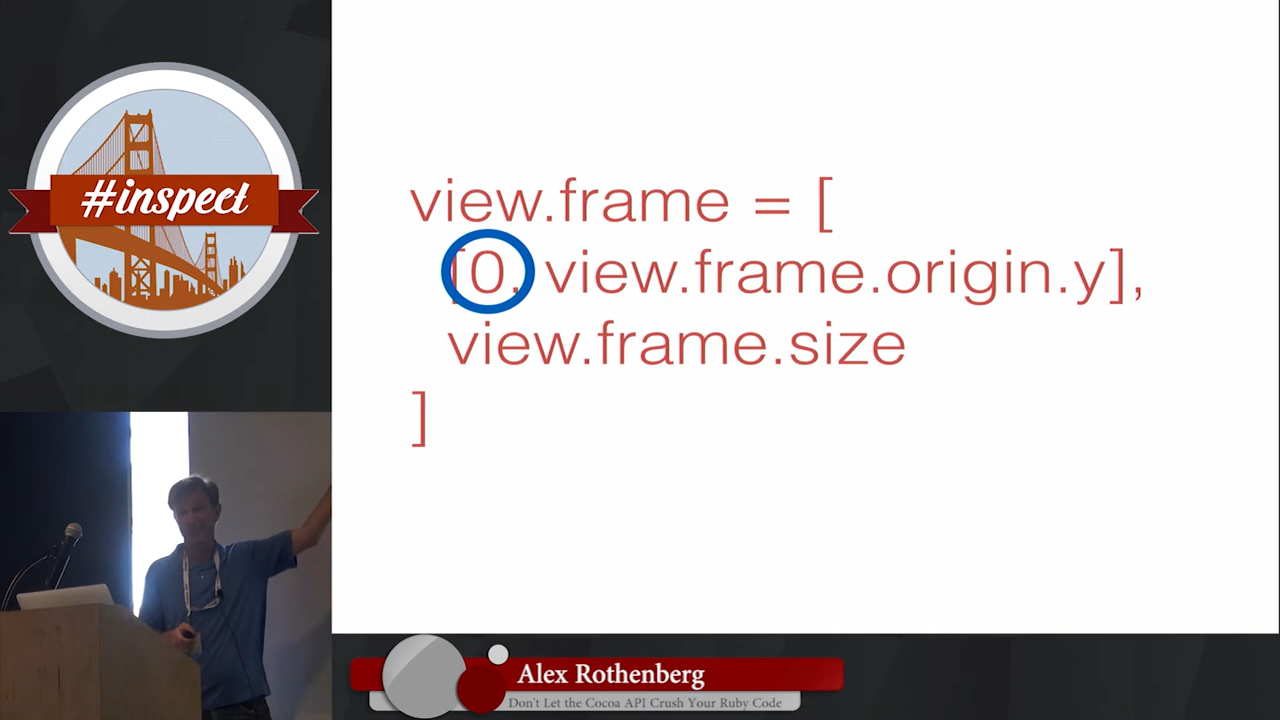 #inspect
view.frame = [
[0, view.frame.origin.y],
view.frame.size
]
Alex Rothenberg
Don't Let the Cocoa API Crush Your Ruby Code